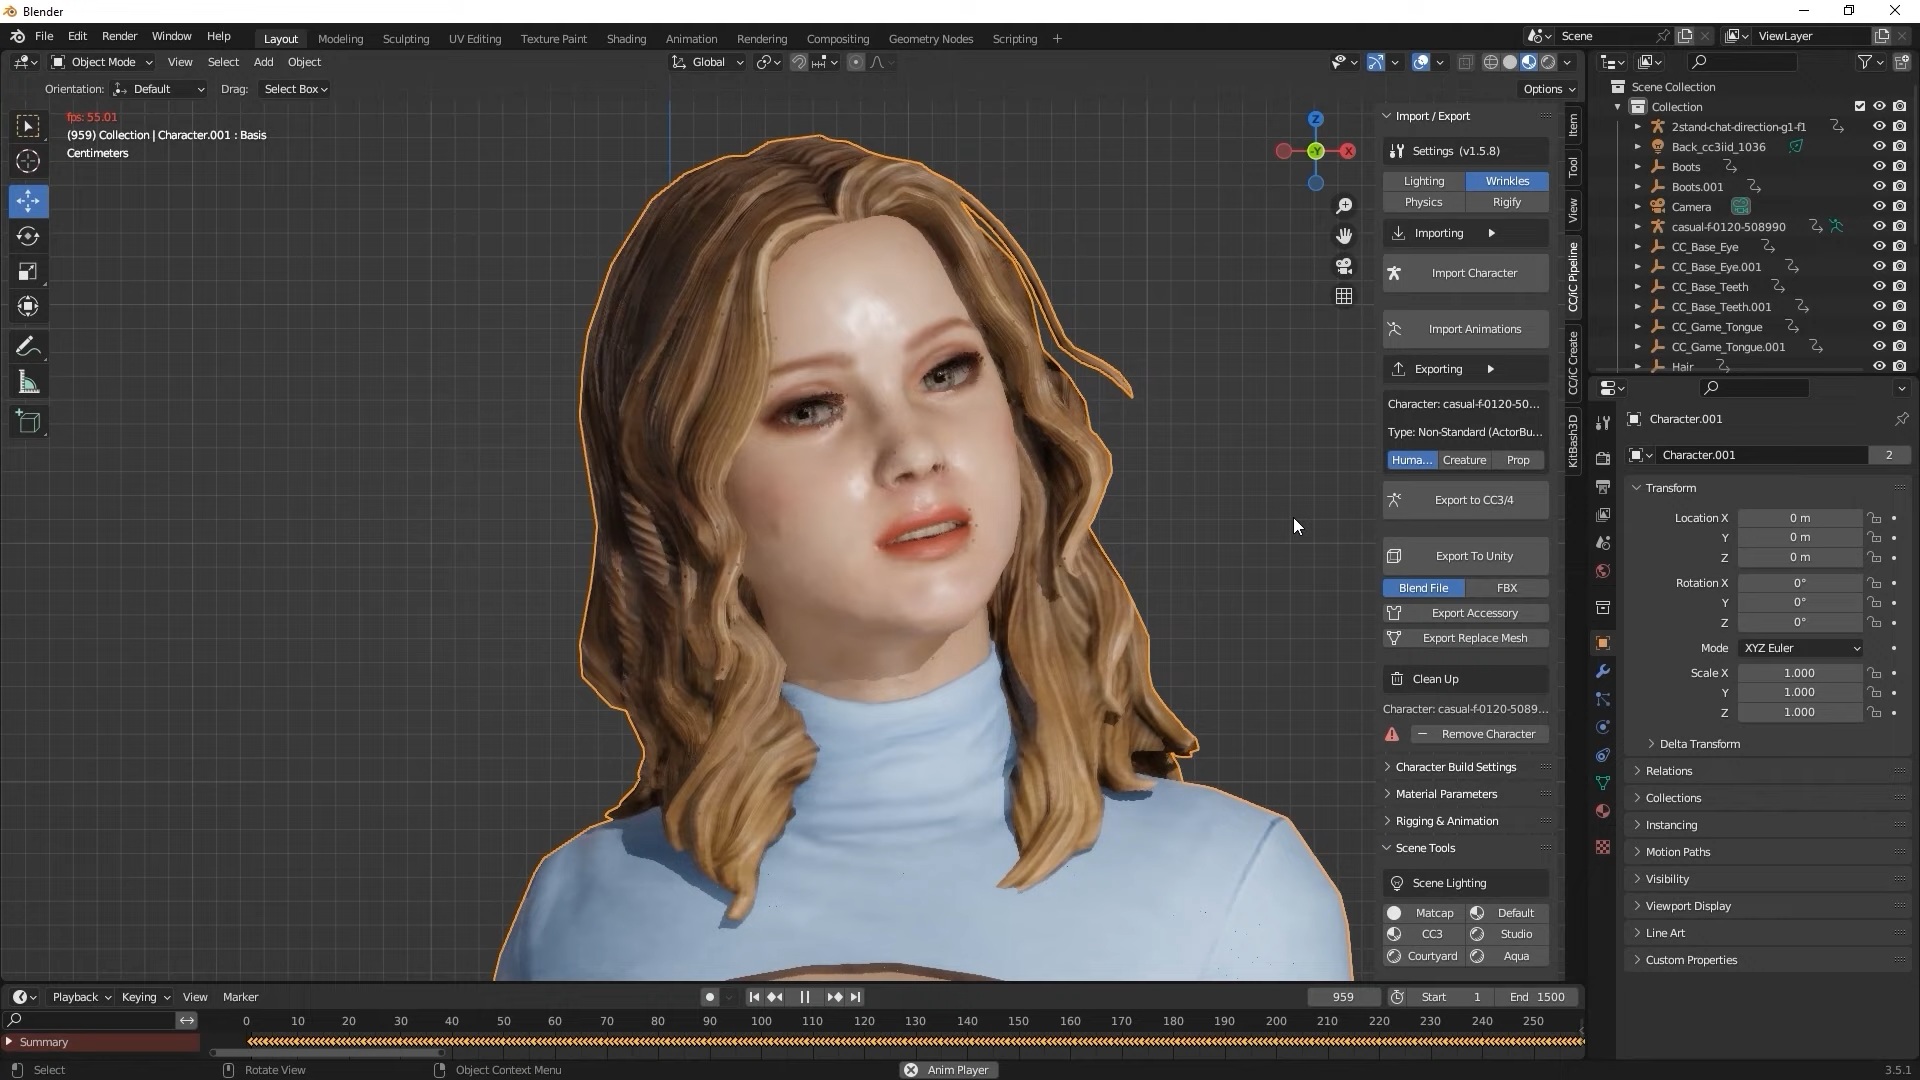 Blender
File Edit Render Window Help
Layout Modeling Sculpting UV Editing Texture Paint Shading Animation Rendering Compositing Geometry Nodes Scripting +
Scene
ViewLayer
Object Mode View Select Add Object
Global
Orientation: Default Drag: Select Box
Options
fps: 55.01
(959) Collection | Character.001 : Basis
Centimeters
Z
-Y
X
Import / Export
Settings (v1.5.8)
Lighting Wrinkles
Physics Rigify
Importing
Import Character
Import Animations
Exporting
Character: casual-f-0120-50...
Type: Non-Standard (ActorBu...
Huma... Creature Prop
Export to CC3/4
Export To Unity
Blend File FBX
Export Accessory
Export Replace Mesh
Clean Up
Character: casual-f-0120-5089...
Remove Character
Character Build Settings
Material Parameters
Rigging & Animation
Scene Tools
Scene Lighting
Matcap Default
CC3 Studio
Courtyard Aqua
Item
Tool
View
CC/iC Pipeline
CC/iC Create
KitBash3D
Scene Collection
Collection
2stand-chat-direction-g1-f1
Back_cc3iid_1036
Boots
Boots.001
Camera
casual-f-0120-508990
CC_Base_Eye
CC_Base_Eye.001
CC_Base_Teeth
CC_Base_Teeth.001
CC_Game_Tongue
CC_Game_Tongue.001
Hair
Character.001
Character.001 2
Transform
Location X 0 m
Y 0 m
Z 0 m
Rotation X 0°
Y 0°
Z 0°
Mode XYZ Euler
Scale X 1.000
Y 1.000
Z 1.000
Delta Transform
Relations
Collections
Instancing
Motion Paths
Visibility
Viewport Display
Line Art
Custom Properties
Playback Keying View Marker
959 Start 1 End 1500
0 10 20 30 40 50 60 70 80 90 100 110 120 130 140 150 160 170 180 190 200 210 220 230 240 250
Summary
Select Rotate View Object Context Menu Anim Player 3.5.1